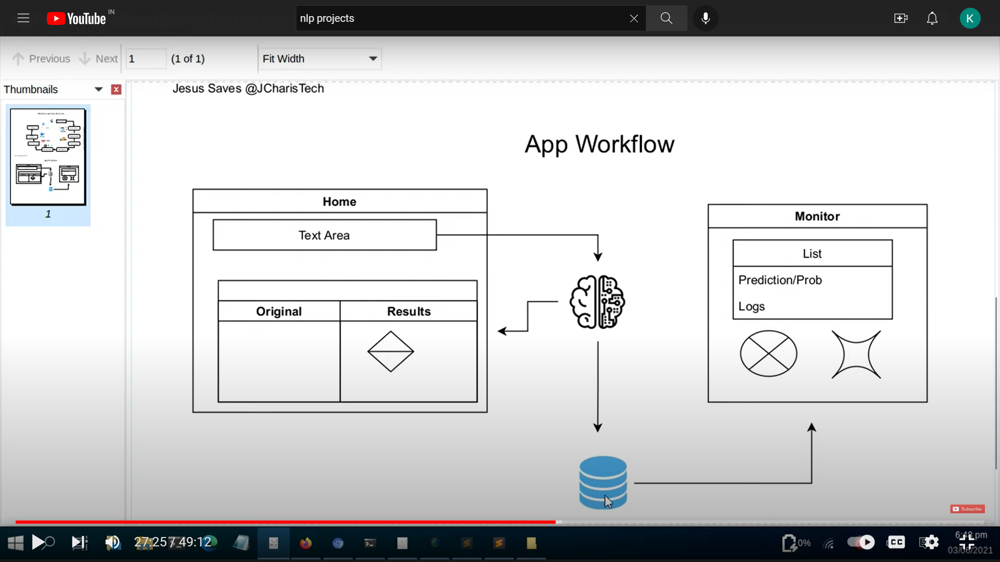 YouTube IN
nlp projects
K
Previous Next 1 (1 of 1) Fit Width
Thumbnails
1
Jesus Saves @JCharisTech
App Workflow
Home
Text Area
Original Results
Monitor
List
Prediction/Prob
Logs
Subscribe
27:25 / 49:12
0%
CC
6:48 pm
03/06/2021